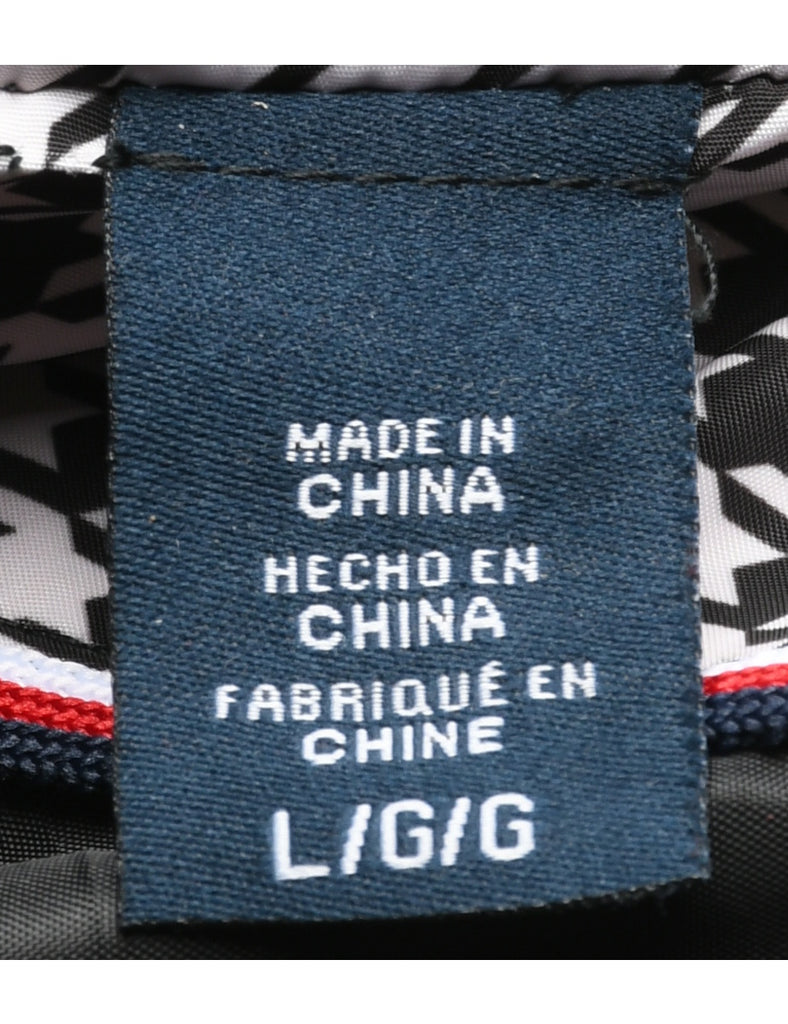 MADE IN
CHINA
HECHO EN
CHINA
FABRIQUÉ EN
CHINE
L/G/G